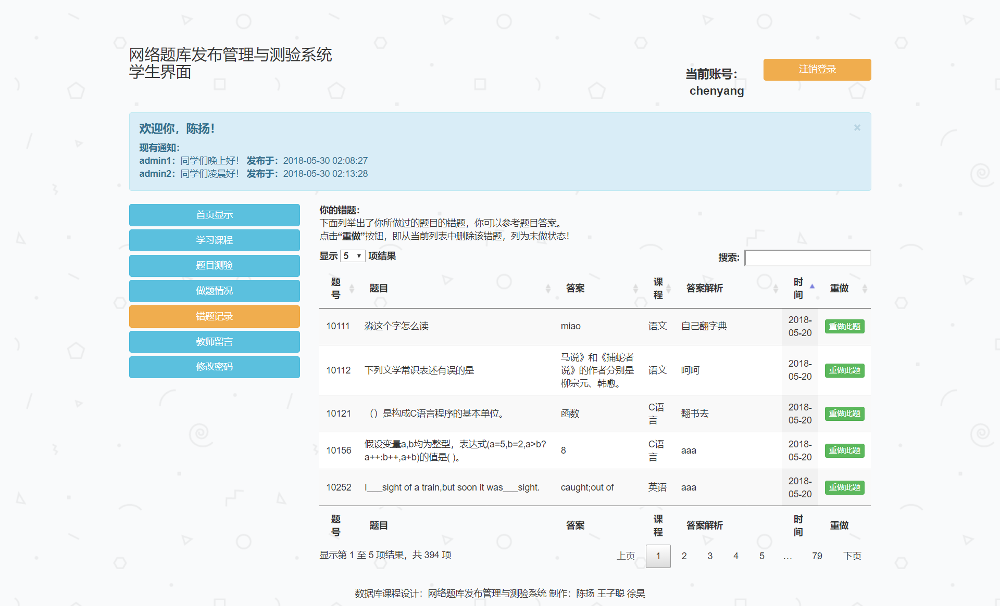 网络题库发布管理与测验系统
学生界面
当前账号：
chenyang
注销登录
欢迎你，陈扬！
×
现有通知：
admin1：同学们晚上好！ 发布于：2018-05-30 02:08:27
admin2：同学们凌晨好！ 发布于：2018-05-30 02:13:28
首页显示
学习课程
题目测验
做题情况
错题记录
教师留言
修改密码
你的错题：
下面列举出了你所做过的题目的错题，你可以参考题目答案。
点击“重做”按钮，即从当前列表中删除该错题，列为未做状态！
显示 5 项结果
搜索:
题号 题目 答案 课程 答案解析 时间 重做
10111 淼这个字怎么读 miao 语文 自己翻字典 2018-05-20 重做此题
10112 下列文学常识表述有误的是 马说》和《捕蛇者说》的作者分别是柳宗元、韩愈。 语文 呵呵 2018-05-20 重做此题
10121 （）是构成C语言程序的基本单位。 函数 C语言 翻书去 2018-05-20 重做此题
10156 假设变量a,b均为整型，表达式(a=5,b=2,a>b?a++:b++,a+b)的值是( )。 8 C语言 aaa 2018-05-20 重做此题
10252 I___sight of a train,but soon it was___sight. caught;out of 英语 aaa 2018-05-20 重做此题
题号 题目 答案 课程 答案解析 时间 重做
显示第 1 至 5 项结果，共 394 项
上页 1 2 3 4 5 … 79 下页
数据库课程设计：网络题库发布管理与测验系统 制作：陈扬 王子聪 徐昊